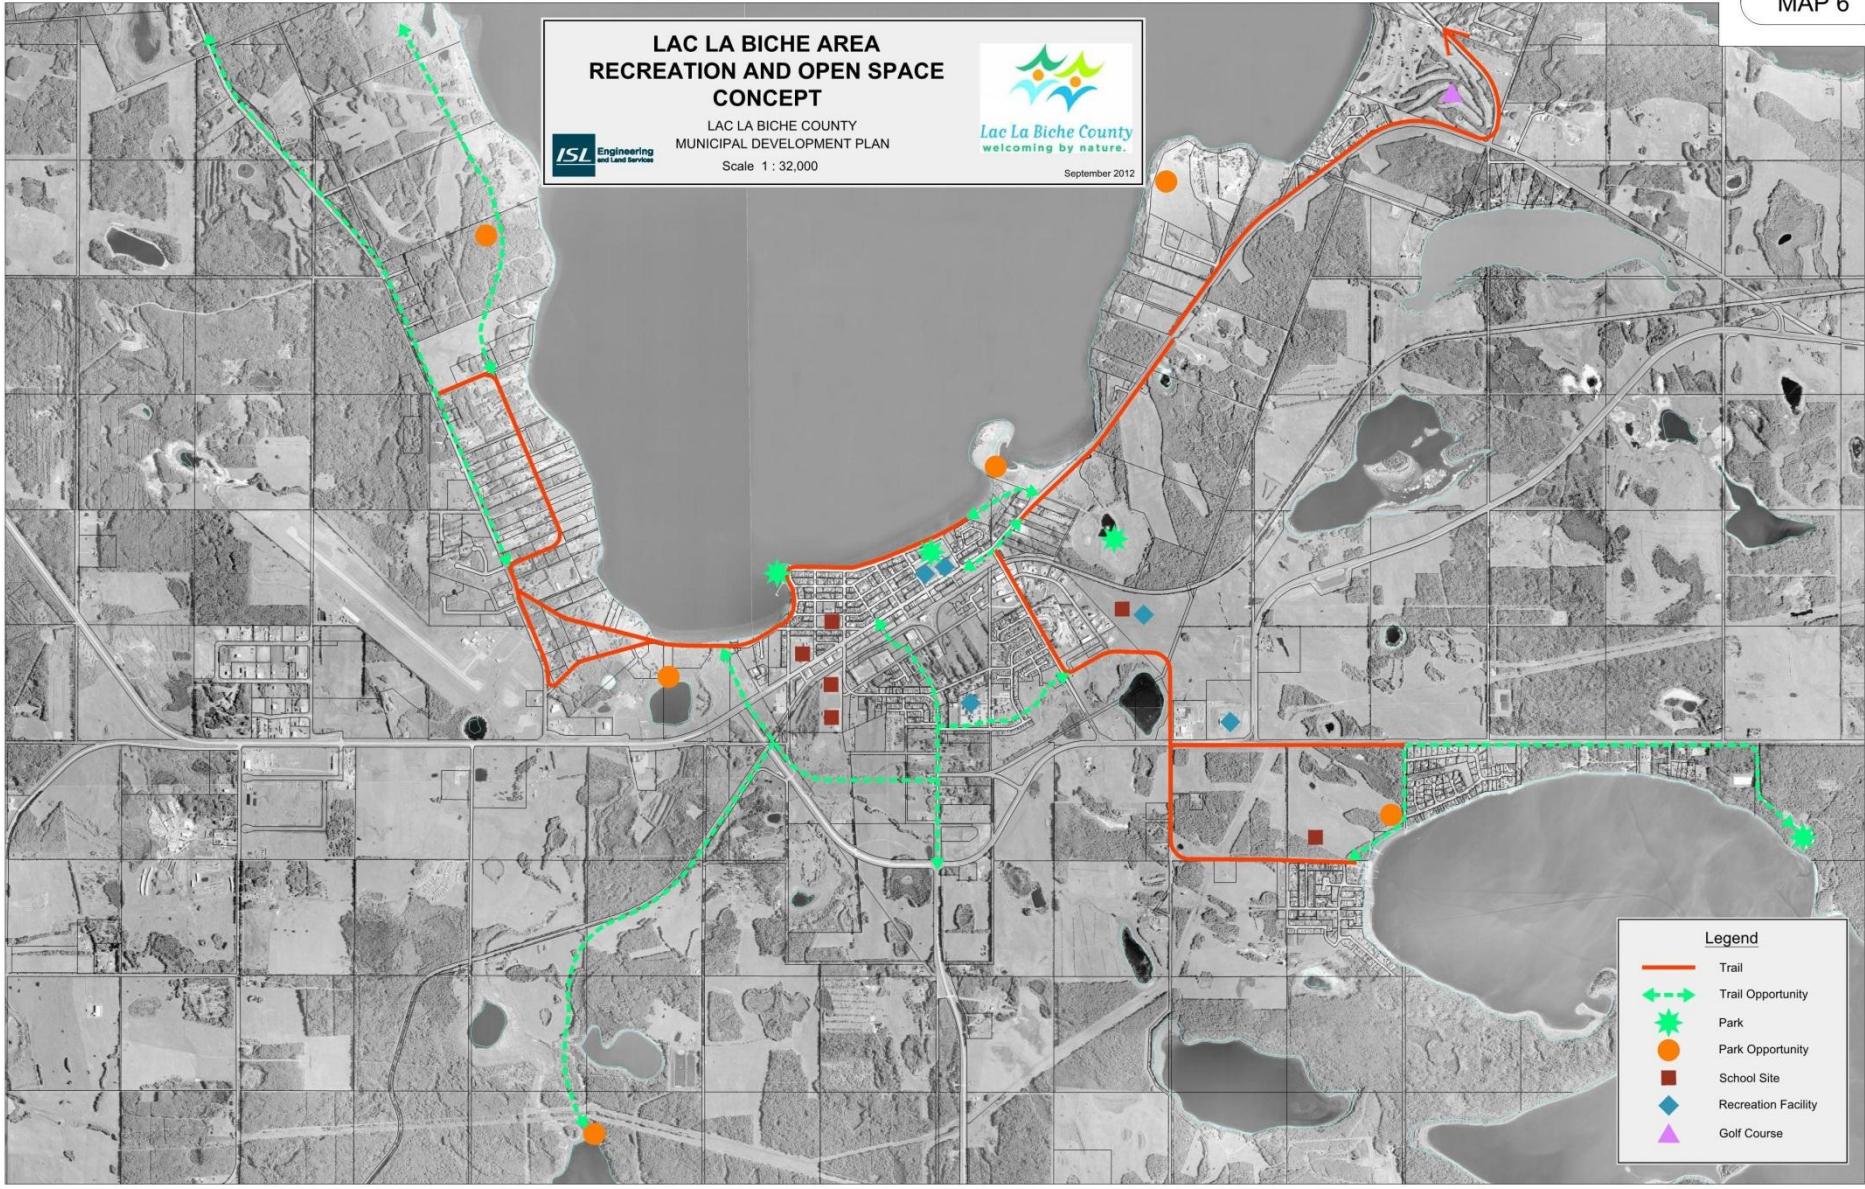 MAP 6
LAC LA BICHE AREA
RECREATION AND OPEN SPACE
CONCEPT
LAC LA BICHE COUNTY
MUNICIPAL DEVELOPMENT PLAN
Scale 1 : 32,000
ISL Engineering
and Land Services
Lac La Biche County
welcoming by nature.
September 2012
Legend
Trail
Trail Opportunity
Park
Park Opportunity
School Site
Recreation Facility
Golf Course